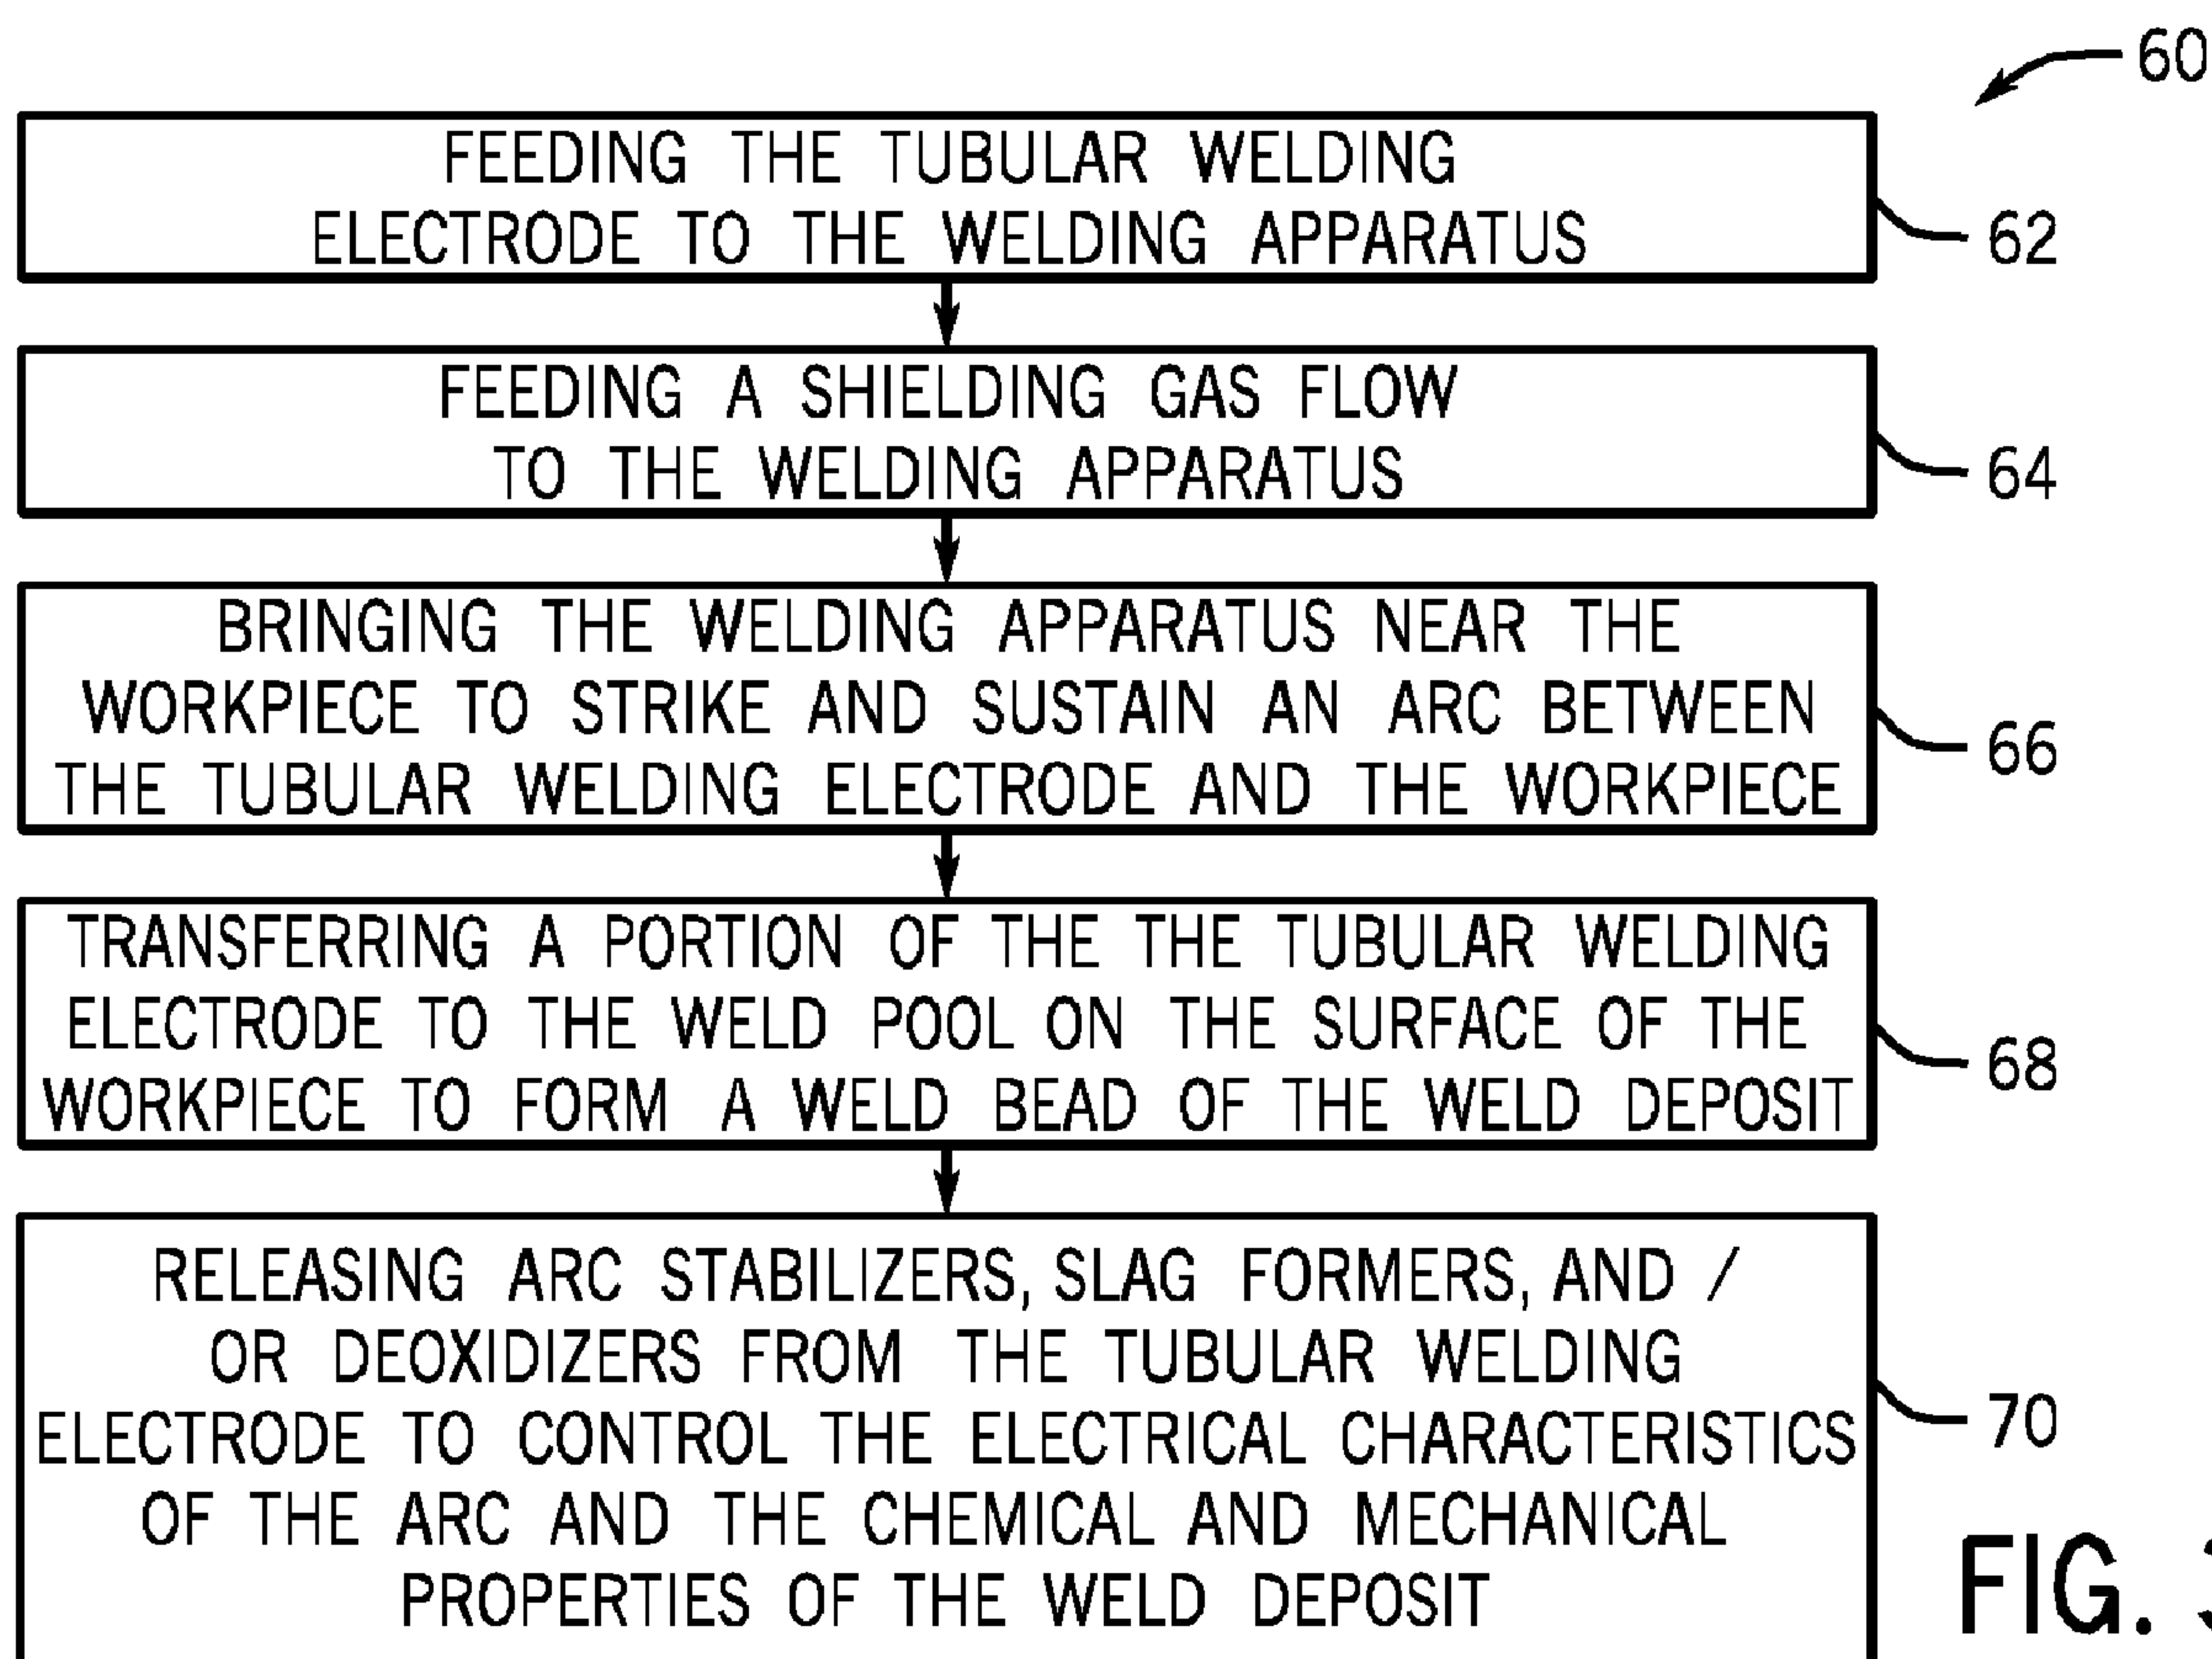 60
FEEDING THE TUBULAR WELDING
ELECTRODE TO THE WELDING APPARATUS
62
FEEDING A SHIELDING GAS FLOW
TO THE WELDING APPARATUS
64
BRINGING THE WELDING APPARATUS NEAR THE
WORKPIECE TO STRIKE AND SUSTAIN AN ARC BETWEEN
THE TUBULAR WELDING ELECTRODE AND THE WORKPIECE
66
TRANSFERRING A PORTION OF THE THE TUBULAR WELDING
ELECTRODE TO THE WELD POOL ON THE SURFACE OF THE
WORKPIECE TO FORM A WELD BEAD OF THE WELD DEPOSIT
68
RELEASING ARC STABILIZERS, SLAG FORMERS, AND /
OR DEOXIDIZERS FROM THE TUBULAR WELDING
ELECTRODE TO CONTROL THE ELECTRICAL CHARACTERISTICS
OF THE ARC AND THE CHEMICAL AND MECHANICAL
PROPERTIES OF THE WELD DEPOSIT
70
FIG.